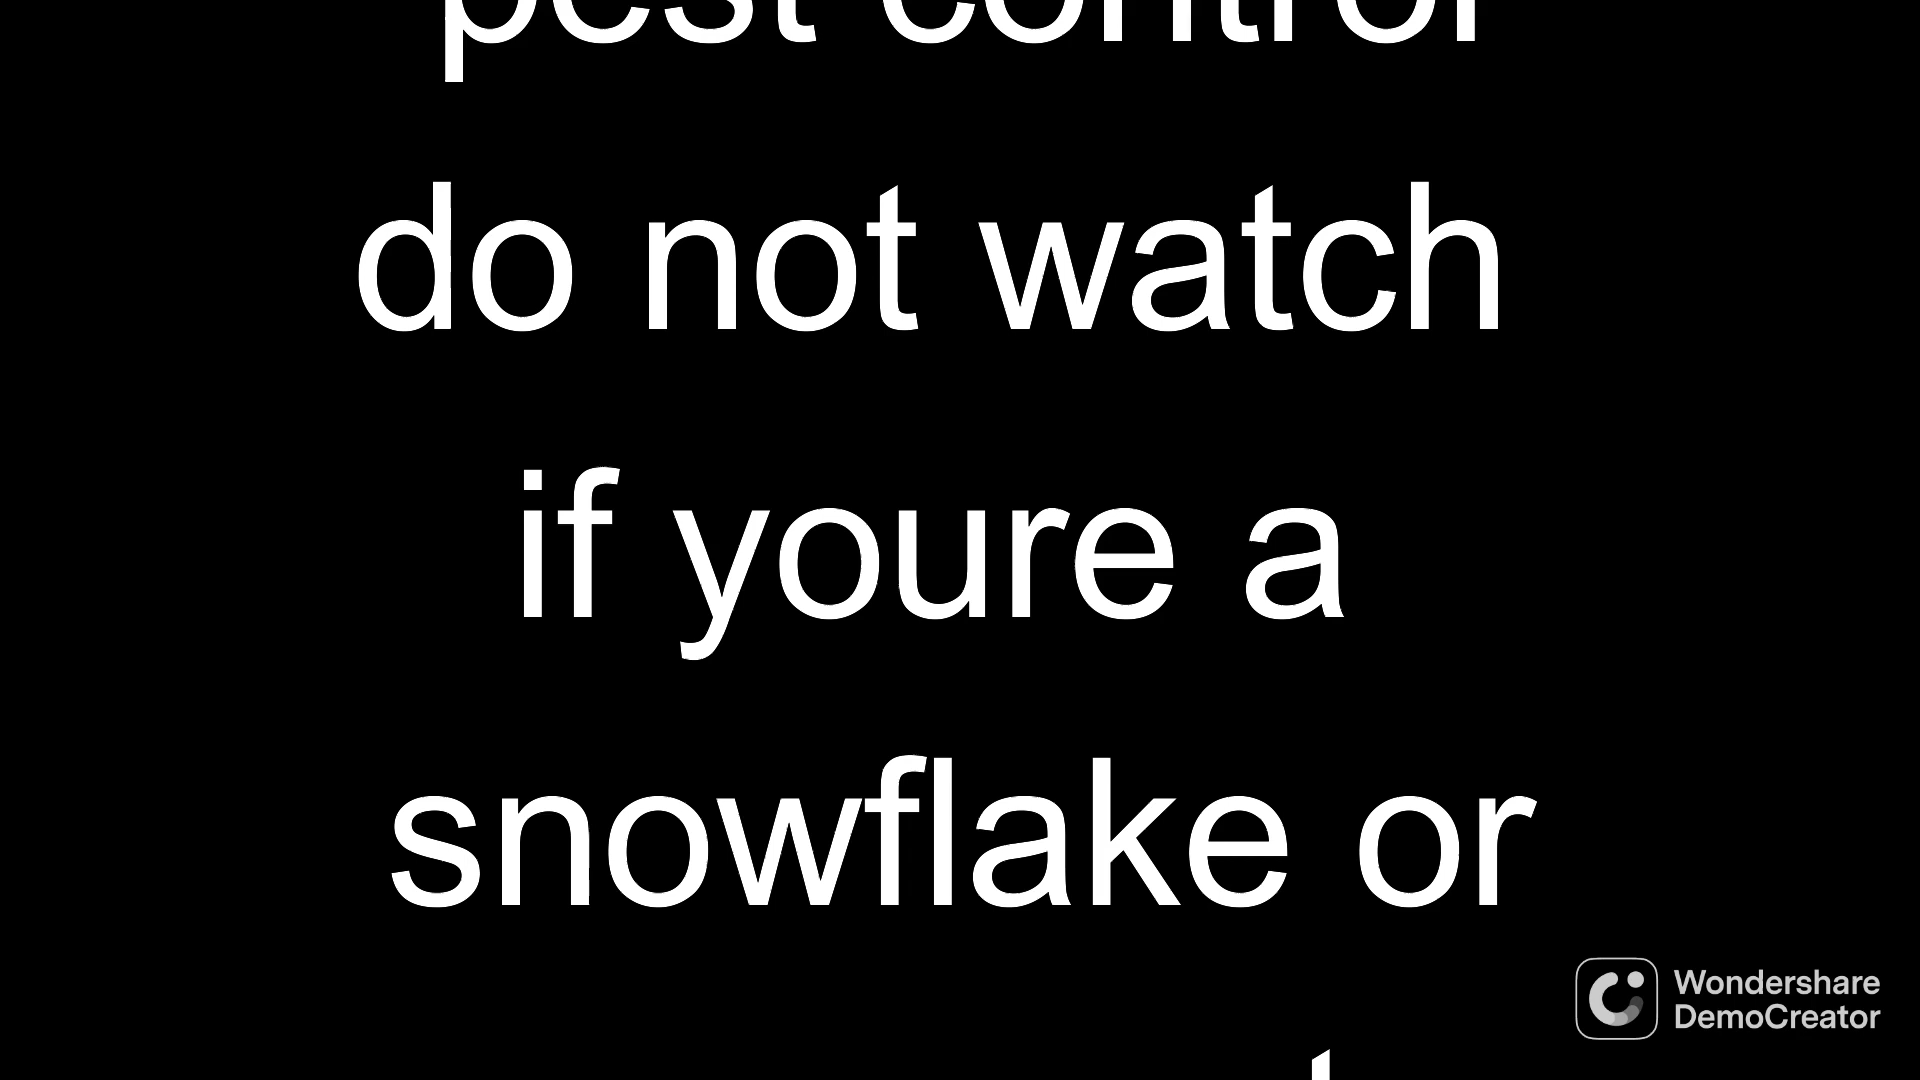 pest control
do not watch
if youre a
snowflake or
Wondershare
DemoCreator